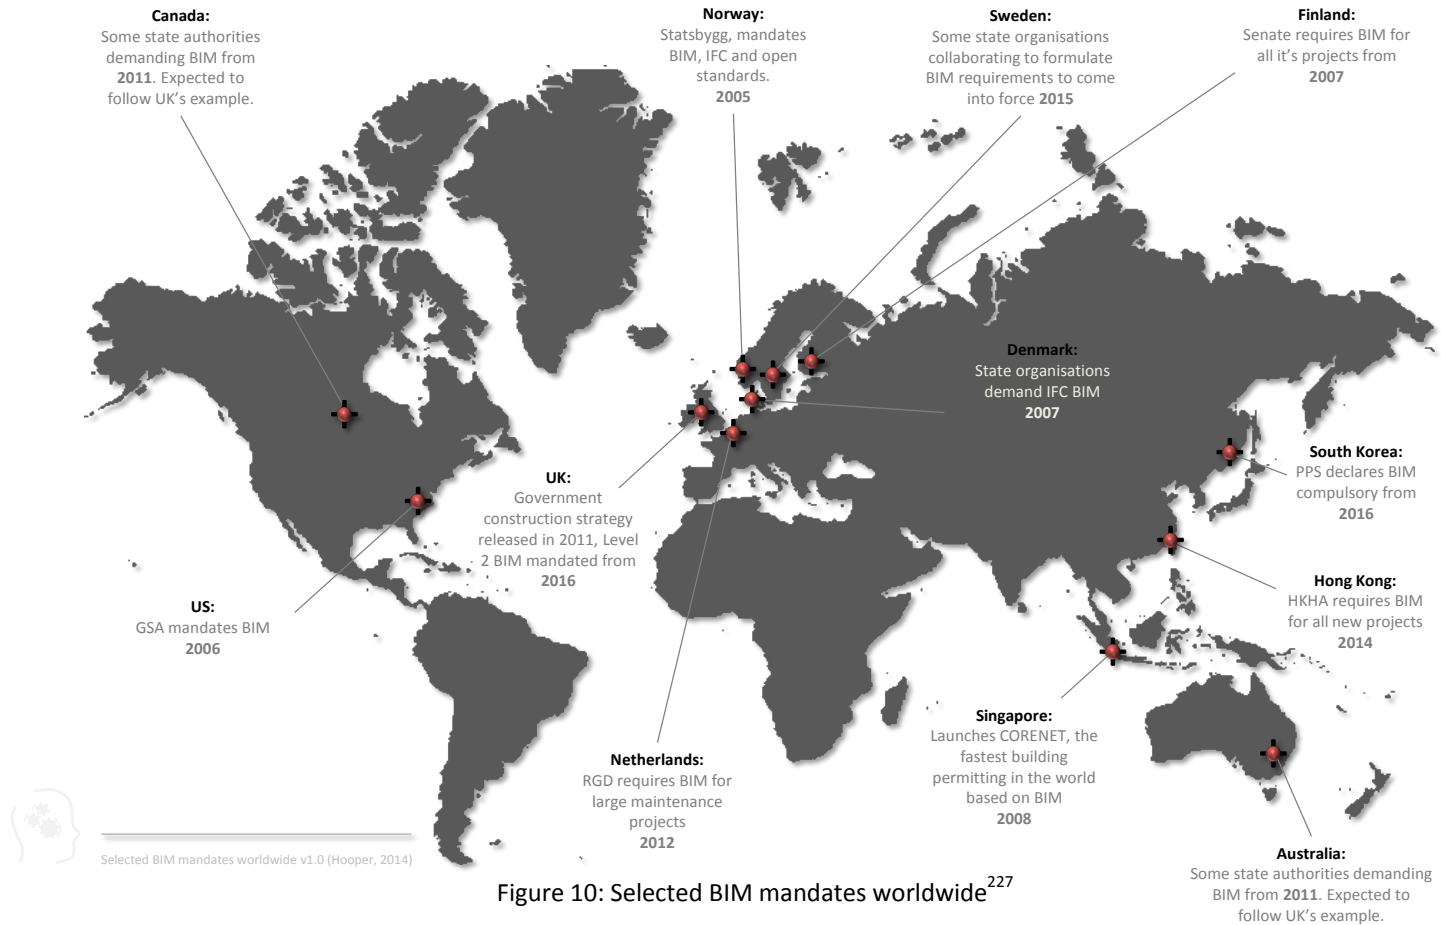 Canada:
Some state authorities
demanding BIM from
2011. Expected to
follow UK's example.
Norway:
Statsbygg, mandates
BIM, IFC and open
standards.
2005
Sweden:
Some state organisations
collaborating to formulate
BIM requirements to come
into force 2015
Finland:
Senate requires BIM for
all it's projects from
2007
Denmark:
State organisations
demand IFC BIM
2007
UK:
Government
construction strategy
released in 2011, Level
2 BIM mandated from
2016
South Korea:
PPS declares BIM
compulsory from
2016
US:
GSA mandates BIM
2006
Hong Kong:
HKHA requires BIM
for all new projects
2014
Netherlands:
RGD requires BIM for
large maintenance
projects
2012
Singapore:
Launches CORENET, the
fastest building
permitting in the world
based on BIM
2008
Australia:
Some state authorities demanding
BIM from 2011. Expected to
follow UK's example.
Selected BIM mandates worldwide v1.0 (Hooper, 2014)
Figure 10: Selected BIM mandates worldwide227